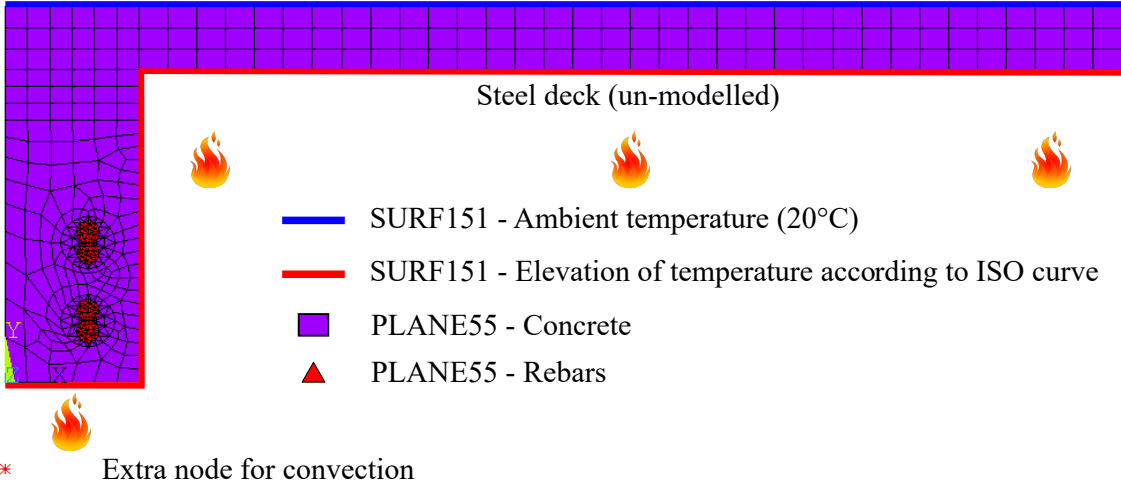 Steel deck (un-modelled)
SURF151 - Ambient temperature (20°C)
SURF151 - Elevation of temperature according to ISO curve
PLANE55 - Concrete
PLANE55 - Rebars
Y
Z X
* Extra node for convection